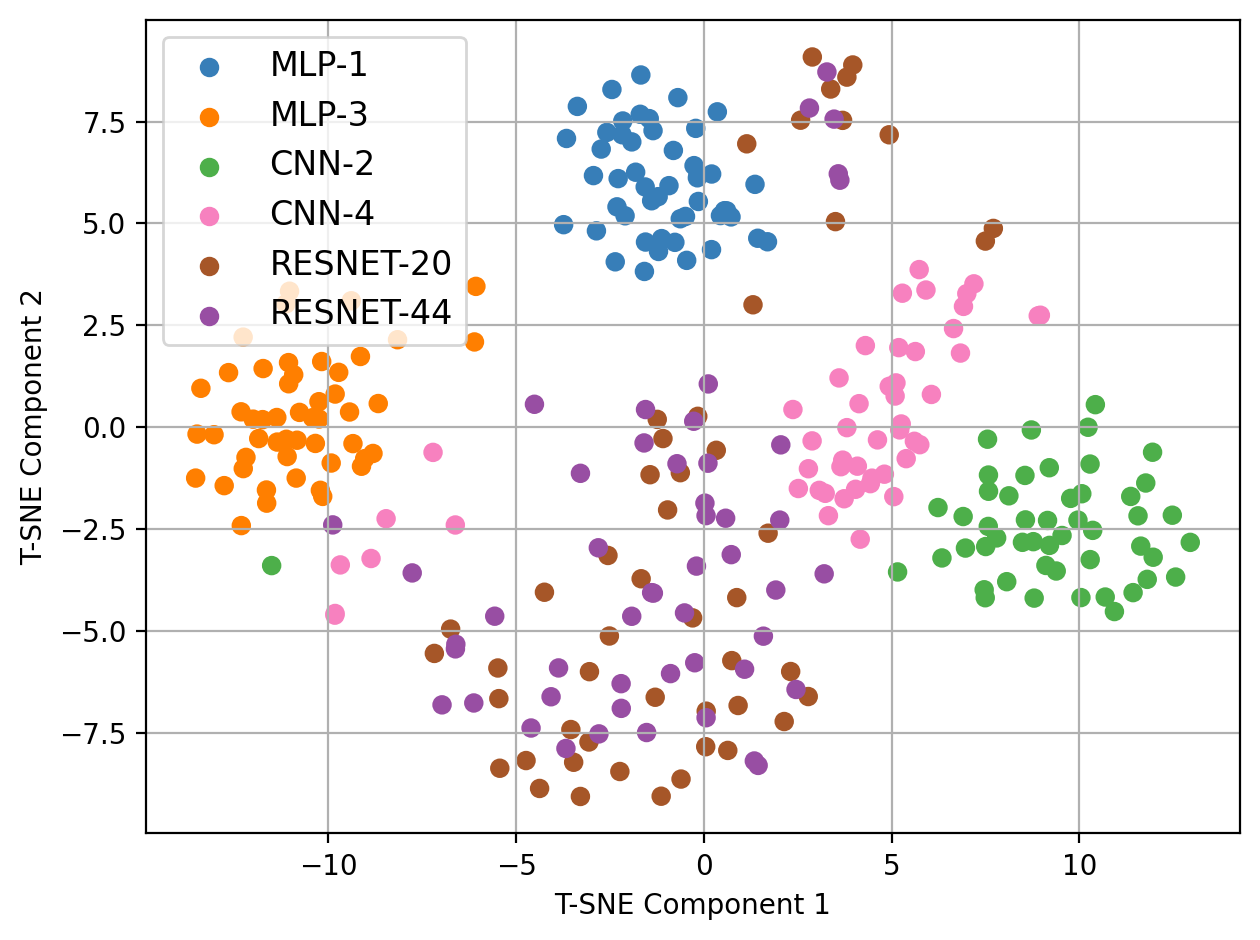 MLP-1
MLP-3
CNN-2
CNN-4
RESNET-20
RESNET-44
7.5
5.0
2.5
0.0
−2.5
−5.0
−7.5
T-SNE Component 2
−10
−5
0
5
10
T-SNE Component 1